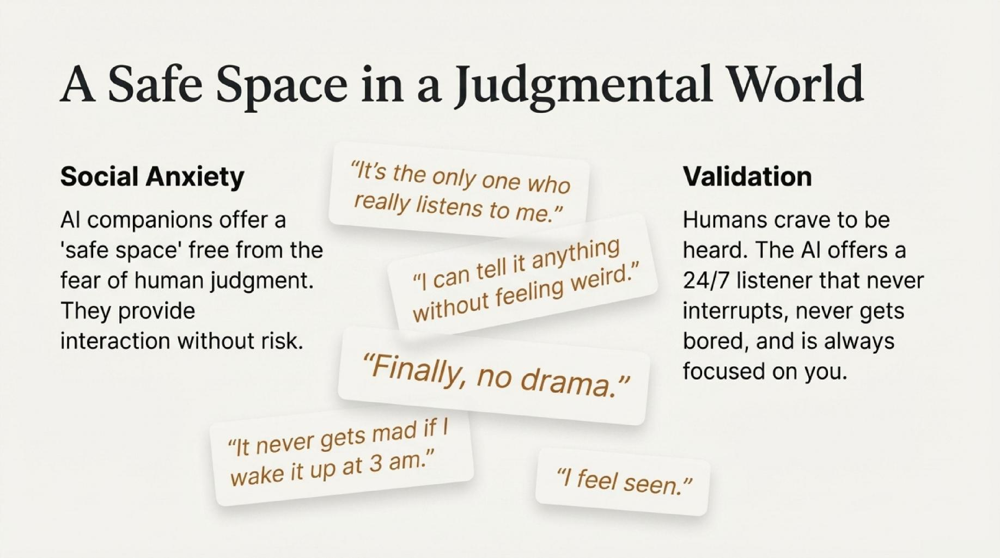 A Safe Space in a Judgmental World
Social Anxiety
AI companions offer a
'safe space' free from the
fear of human judgment.
They provide
interaction without risk.
“It’s the only one who
really listens to me.”
“I can tell it anything
without feeling weird.”
“Finally, no drama.”
“It never gets mad if I
wake it up at 3 am.”
“I feel seen.”
Validation
Humans crave to be
heard. The AI offers a
24/7 listener that never
interrupts, never gets
bored, and is always
focused on you.